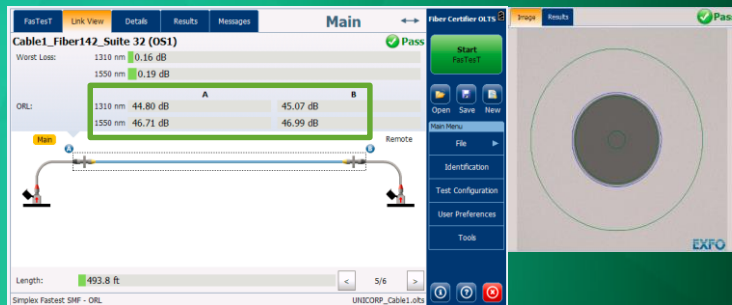 FasTesT Link View Details Results Messages Main
Cable1_Fiber142_Suite 32 (OS1) Pass
Worst Loss: 1310 nm 0.16 dB
1550 nm 0.19 dB
A B
ORL: 1310 nm 44.80 dB 45.07 dB
1550 nm 46.71 dB 46.99 dB
Main Remote
A B
Length: 493.8 ft < 5/6 >
Simplex Fastest SMF - ORL UNICORP_Cable1.olts
Fiber Certifier OLTS
Start
FasTesT
Open Save New
Main Menu
File
Identification
Test Configuration
User Preferences
Tools
Image Results Pass
EXFO